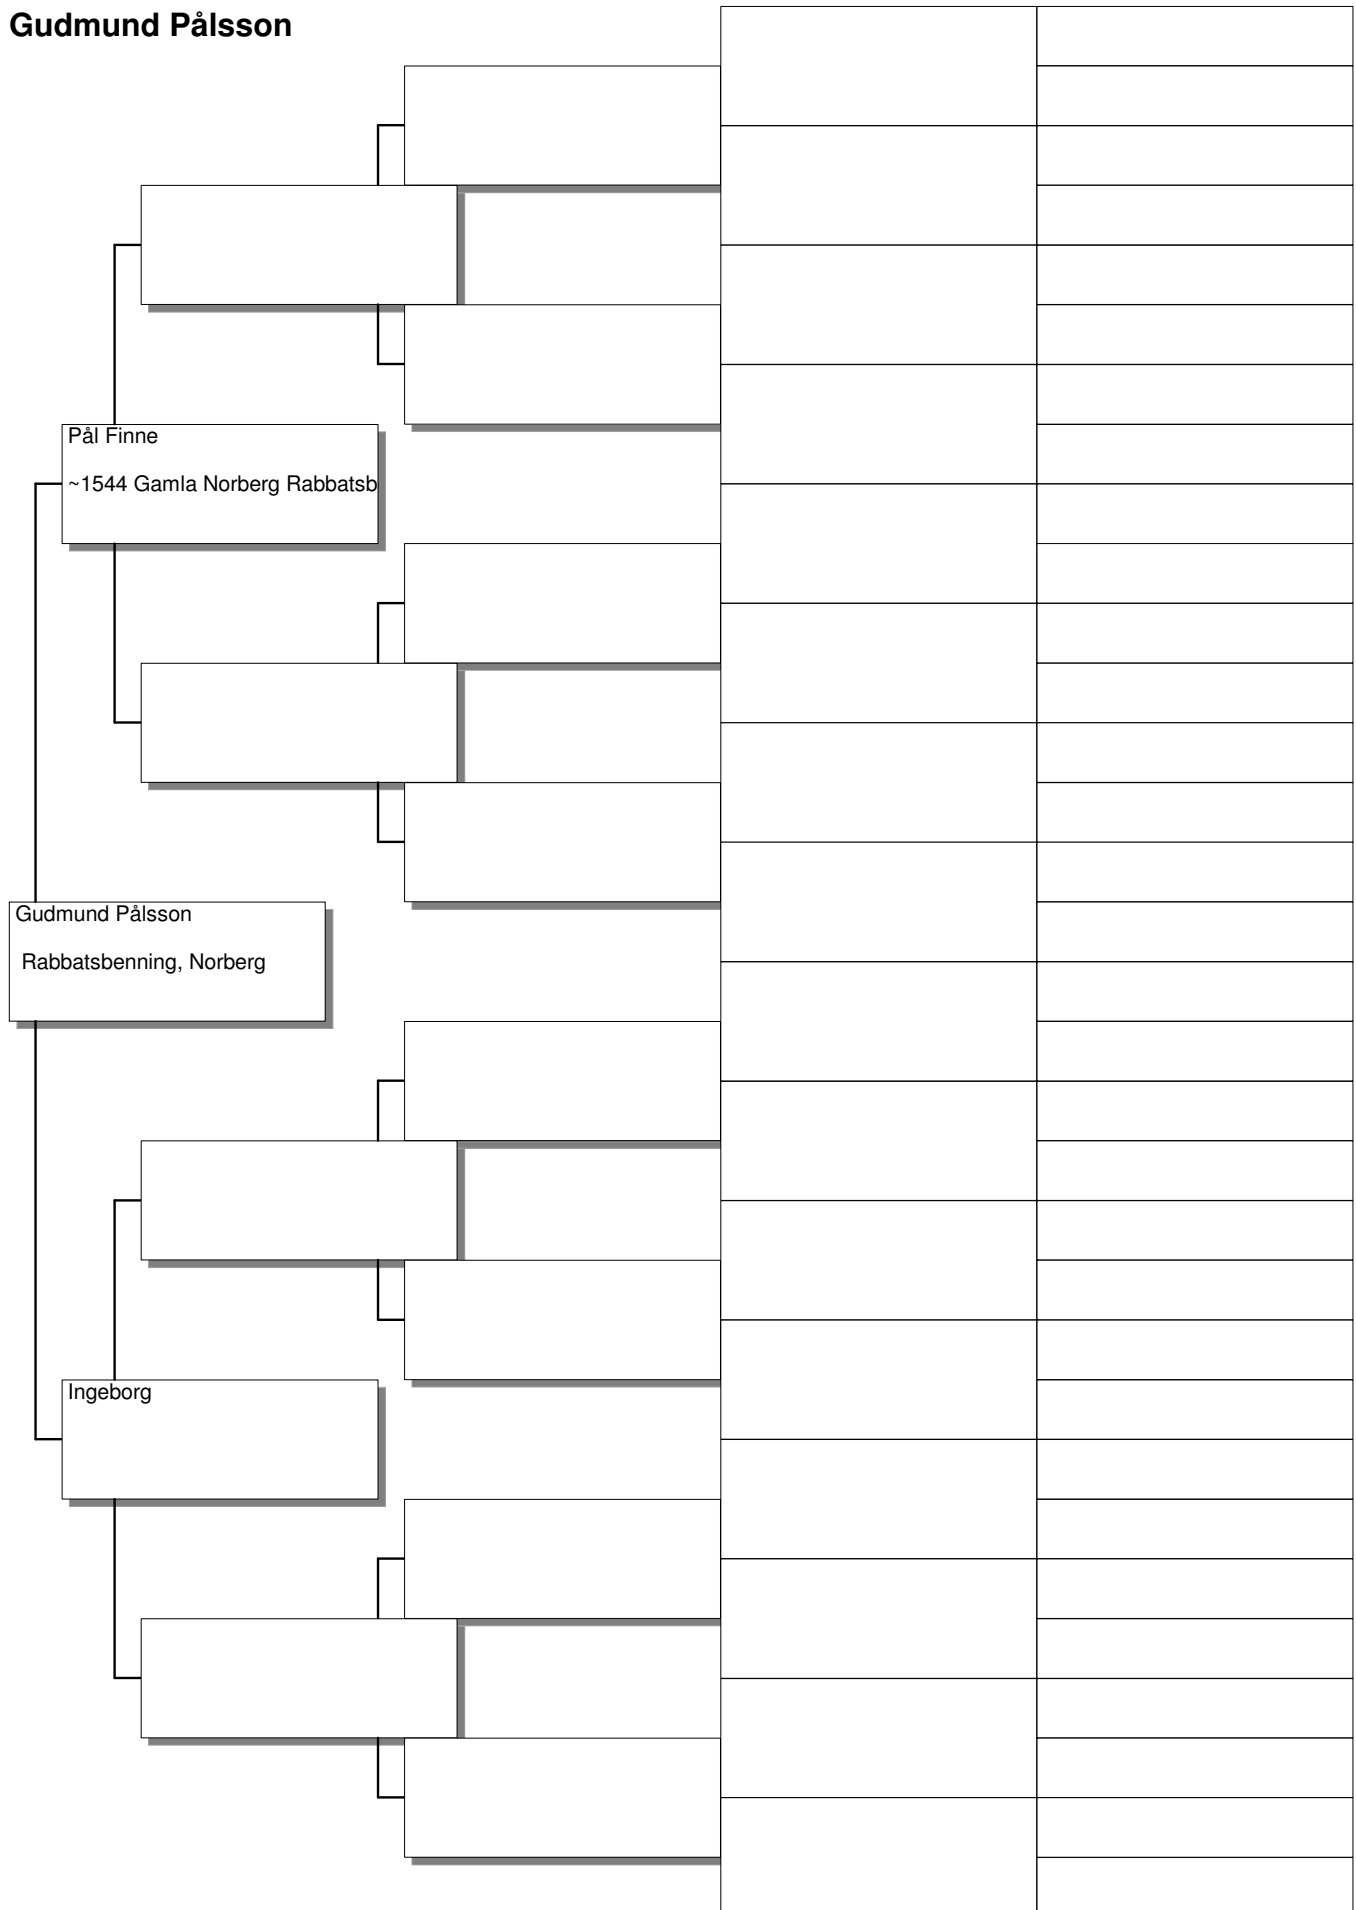 Gudmund Pålsson
Pål Finne
~1544 Gamla Norberg Rabbatsb
Gudmund Pålsson
Rabbatsbenning, Norberg
Ingeborg